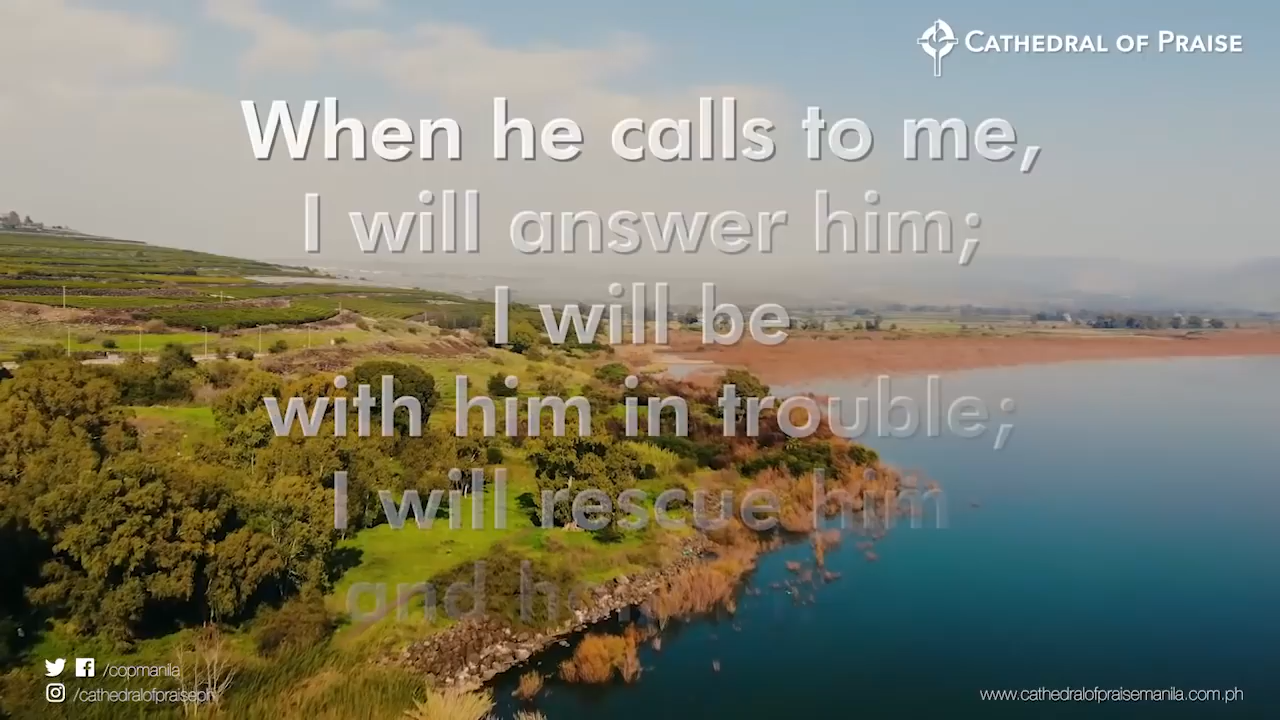 CATHEDRAL OF PRAISE
When he calls to me,
I will answer him;
I will be
with him in trouble;
I will rescue him
and
/copmanila
/cathedralofpraiseph
www.cathedralofpraisemanila.com.ph